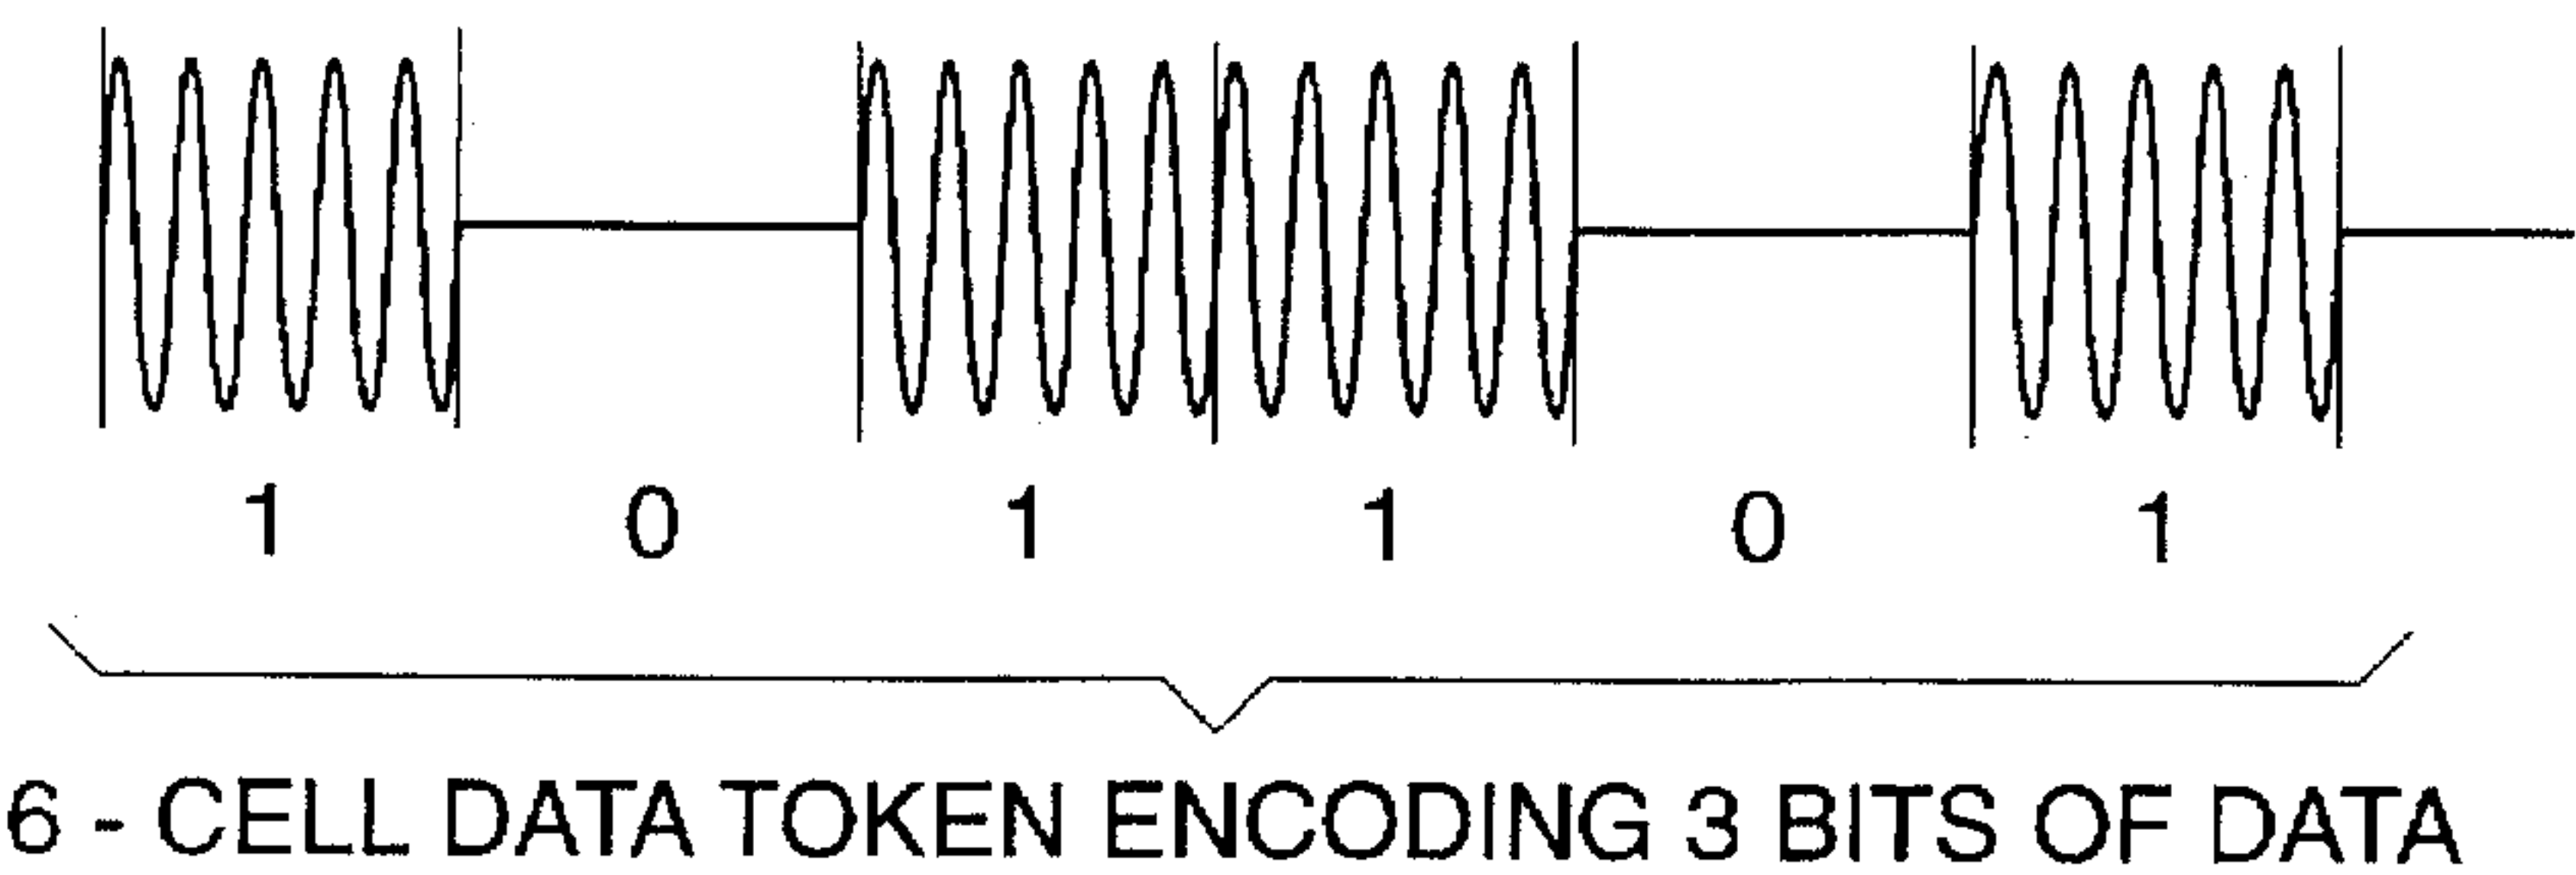 1 0 1 1 0 1
6 - CELL DATA TOKEN ENCODING 3 BITS OF DATA